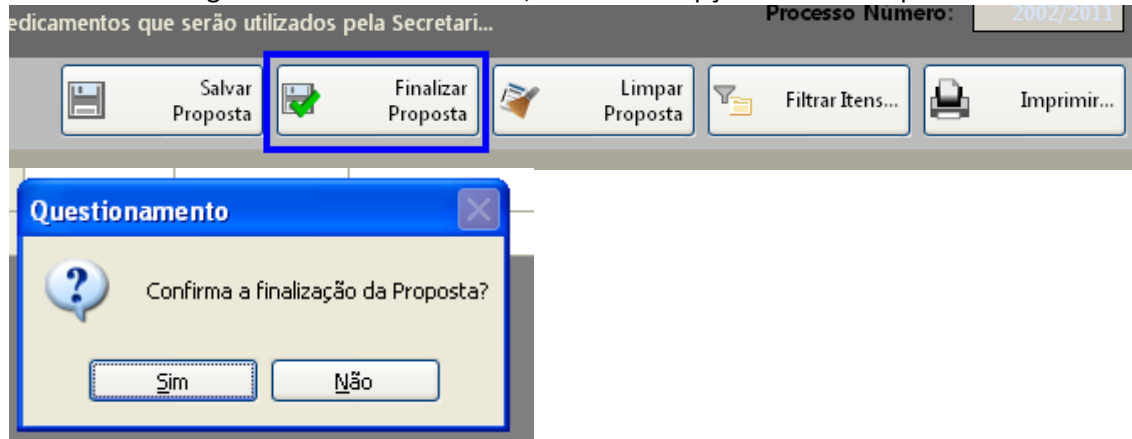 edicamentos que serão utilizados pela Secretari...
Processo Número: 2002/2011
Salvar Proposta
Finalizar Proposta
Limpar Proposta
Filtrar Itens...
Imprimir...
Questionamento
Confirma a finalização da Proposta?
Sim
Não